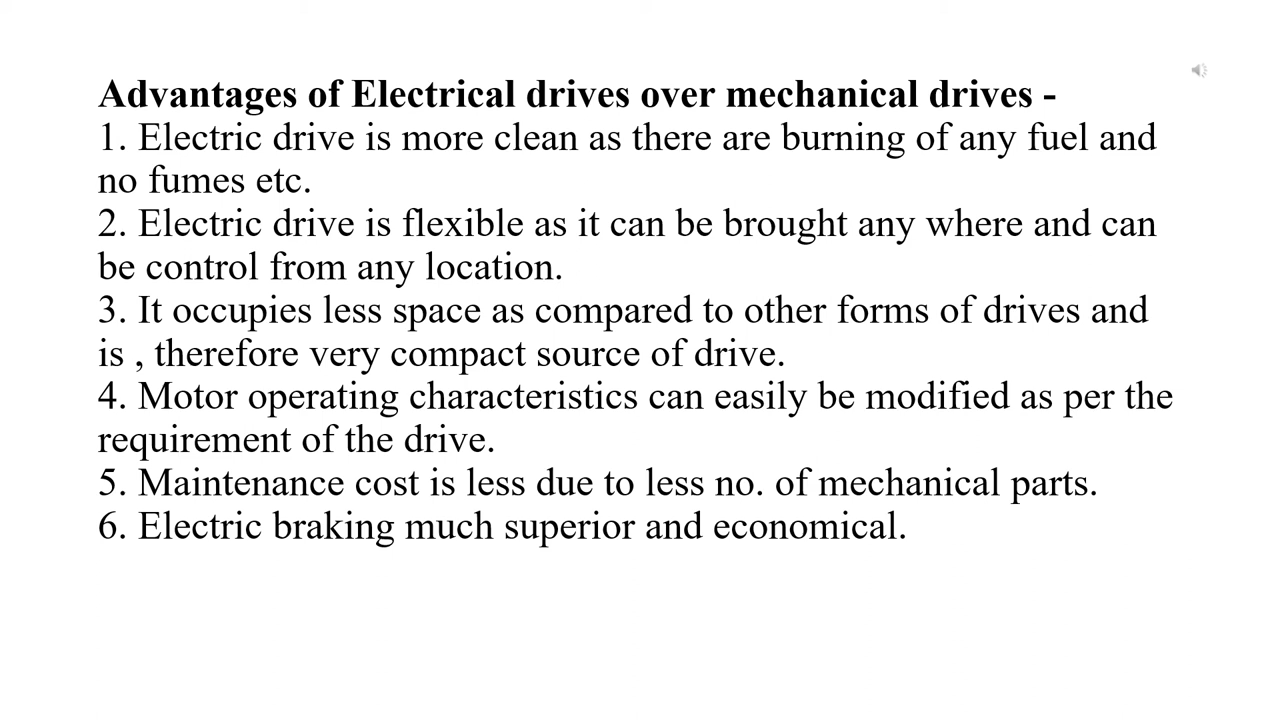 Advantages of Electrical drives over mechanical drives -
1. Electric drive is more clean as there are burning of any fuel and
no fumes etc.
2. Electric drive is flexible as it can be brought any where and can
be control from any location.
3. It occupies less space as compared to other forms of drives and
is , therefore very compact source of drive.
4. Motor operating characteristics can easily be modified as per the
requirement of the drive.
5. Maintenance cost is less due to less no. of mechanical parts.
6. Electric braking much superior and economical.